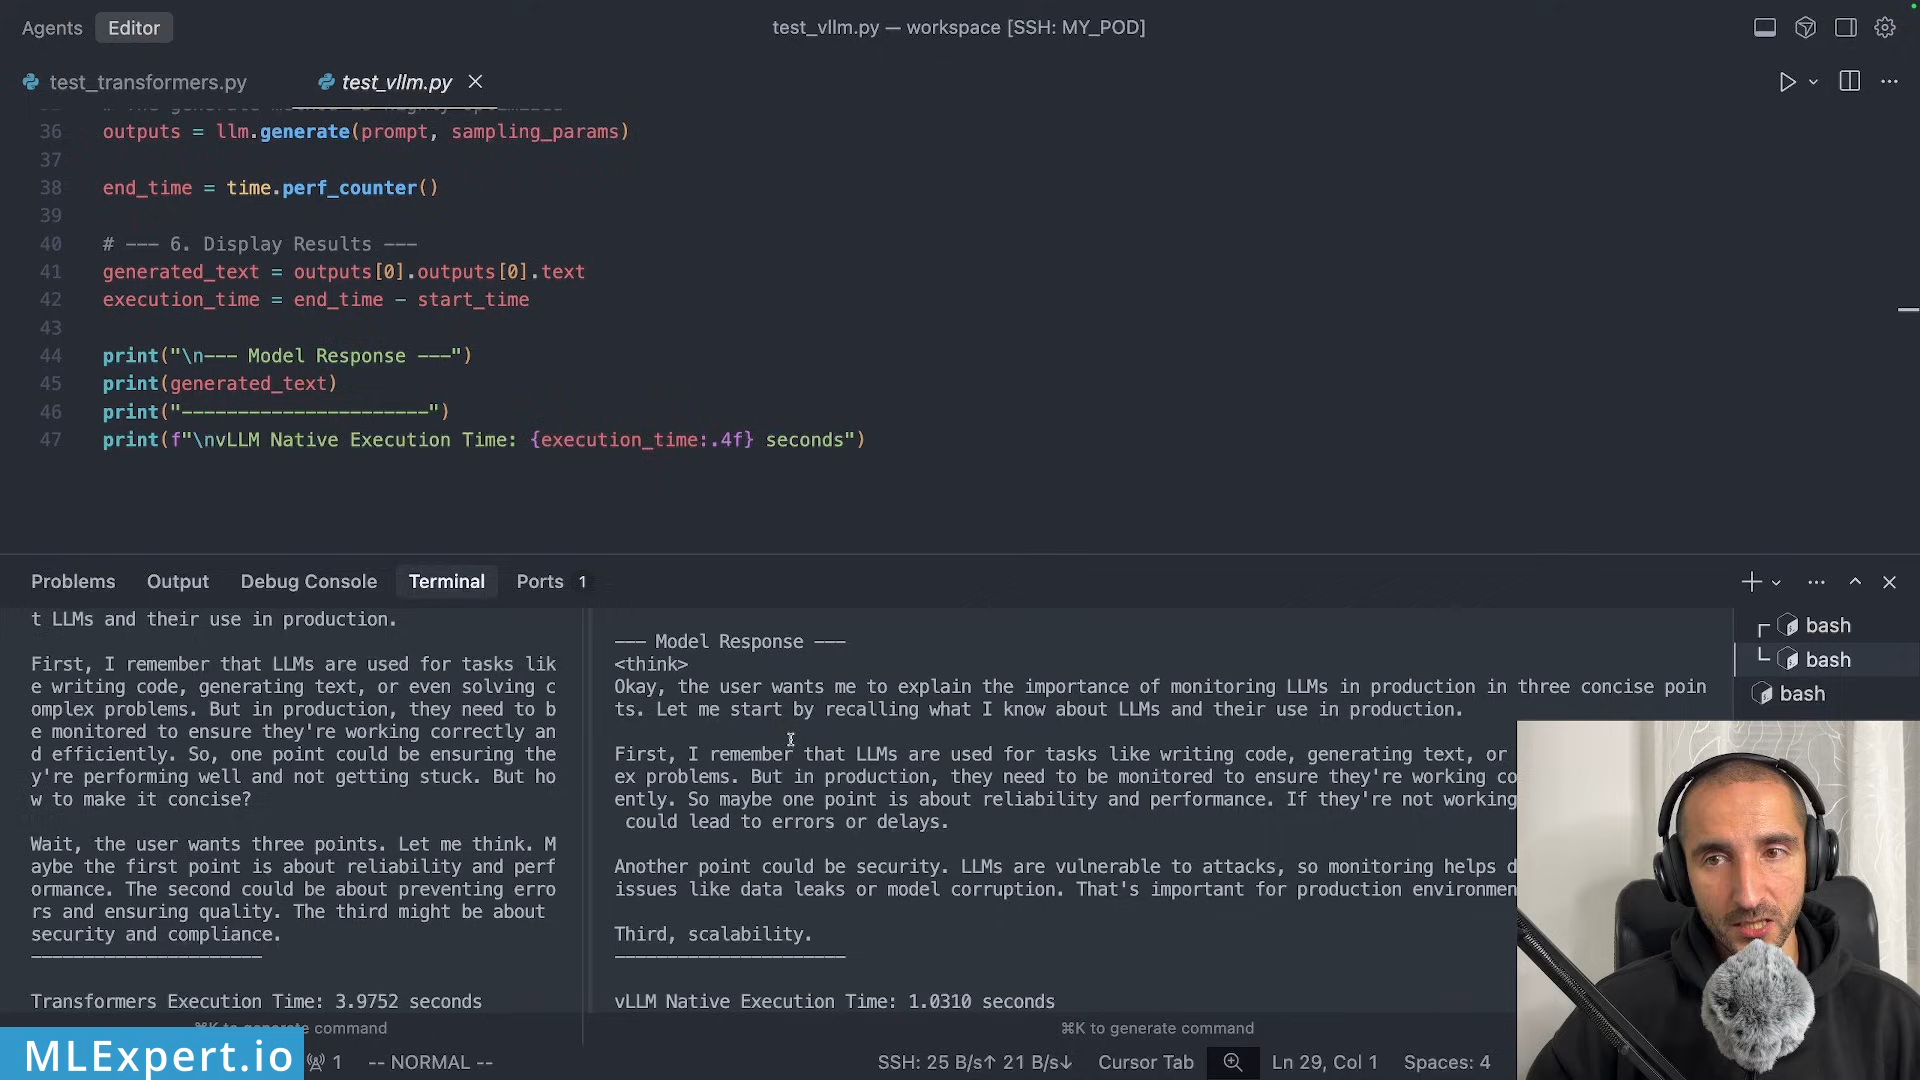 Agents Editor test_vllm.py — workspace [SSH: MY_POD]
test_transformers.py test_vllm.py
36 outputs = llm.generate(prompt, sampling_params)
37
38 end_time = time.perf_counter()
39
40 # --- 6. Display Results ---
41 generated_text = outputs[0].outputs[0].text
42 execution_time = end_time - start_time
43
44 print("\n--- Model Response ---")
45 print(generated_text)
46 print("----------------------")
47 print(f"\nvLLM Native Execution Time: {execution_time:.4f} seconds")
Problems Output Debug Console Terminal Ports 1
t LLMs and their use in production.
First, I remember that LLMs are used for tasks lik
e writing code, generating text, or even solving c
omplex problems. But in production, they need to b
e monitored to ensure they're working correctly an
d efficiently. So, one point could be ensuring the
y're performing well and not getting stuck. But ho
w to make it concise?
Wait, the user wants three points. Let me think. M
aybe the first point is about reliability and perf
ormance. The second could be about preventing erro
rs and ensuring quality. The third might be about
security and compliance.
----------------------
Transformers Execution Time: 3.9752 seconds
⌘K to generate command
--- Model Response ---
<think>
Okay, the user wants me to explain the importance of monitoring LLMs in production in three concise poin
ts. Let me start by recalling what I know about LLMs and their use in production.
First, I remember that LLMs are used for tasks like writing code, generating text, or
ex problems. But in production, they need to be monitored to ensure they're working co
ently. So maybe one point is about reliability and performance. If they're not working
could lead to errors or delays.
Another point could be security. LLMs are vulnerable to attacks, so monitoring helps d
issues like data leaks or model corruption. That's important for production environmen
Third, scalability.
----------------------
vLLM Native Execution Time: 1.0310 seconds
⌘K to generate command
bash
bash
bash
MLExpert.io 1 -- NORMAL -- SSH: 25 B/s↑ 21 B/s↓ Cursor Tab Ln 29, Col 1 Spaces: 4